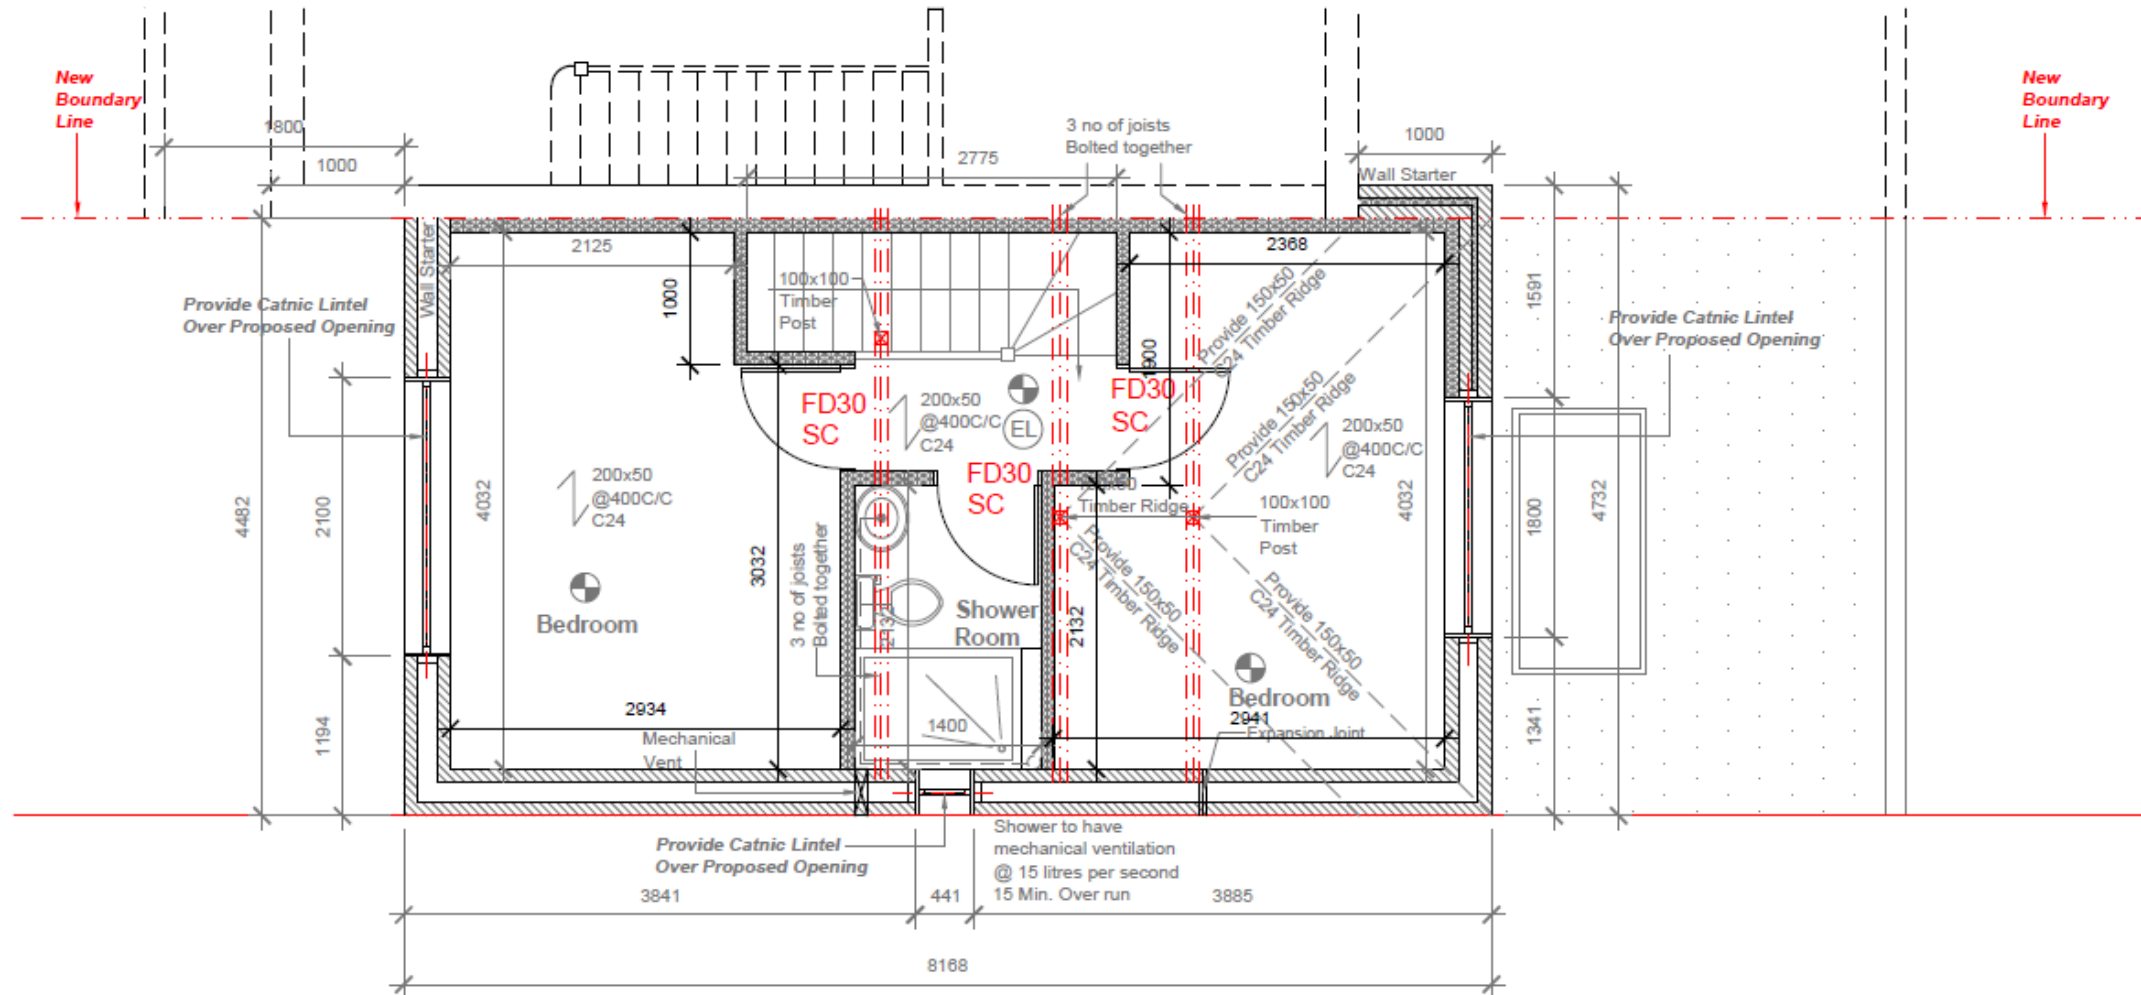 New
Boundary
Line
New
Boundary
Line
1800
1000
2775
3 no of joists
Bolted together
1000
Wall Starter
2125
1000
100x100
Timber
Post
2368
Wall Starter
Provide Catnic Lintel
Over Proposed Opening
Provide Catnic Lintel
Over Proposed Opening
1591
1900
Provide 150x50
C24 Timber Ridge
Provide 150x50
C24 Timber Ridge
FD30
SC
200x50
@400C/C
C24
EL
FD30
SC
200x50
@400C/C
C24
FD30
SC
4482
2100
4032
200x50
@400C/C
C24
Timber Ridge
100x100
Timber
Post
4032
1800
4732
3032
3 no of joists
Bolted together
Provide 150x50
C24 Timber Ridge
Provide 150x50
C24 Timber Ridge
Bedroom
Shower
Room
2132
2132
Bedroom
1194
2934
1400
2941
Expansion Joint
1341
Mechanical
Vent
Provide Catnic Lintel
Over Proposed Opening
Shower to have
mechanical ventilation
@ 15 litres per second
15 Min. Over run
3841
441
3885
8168